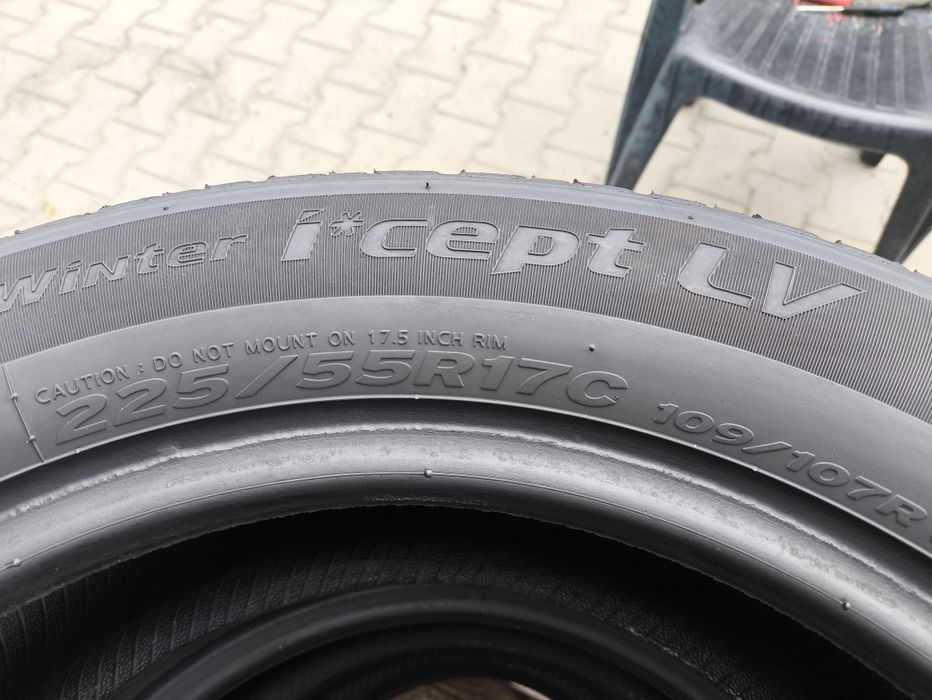 Winter i*cept LV
CAUTION : DO NOT MOUNT ON 17.5 INCH RIM
225/55R17C 109/107R